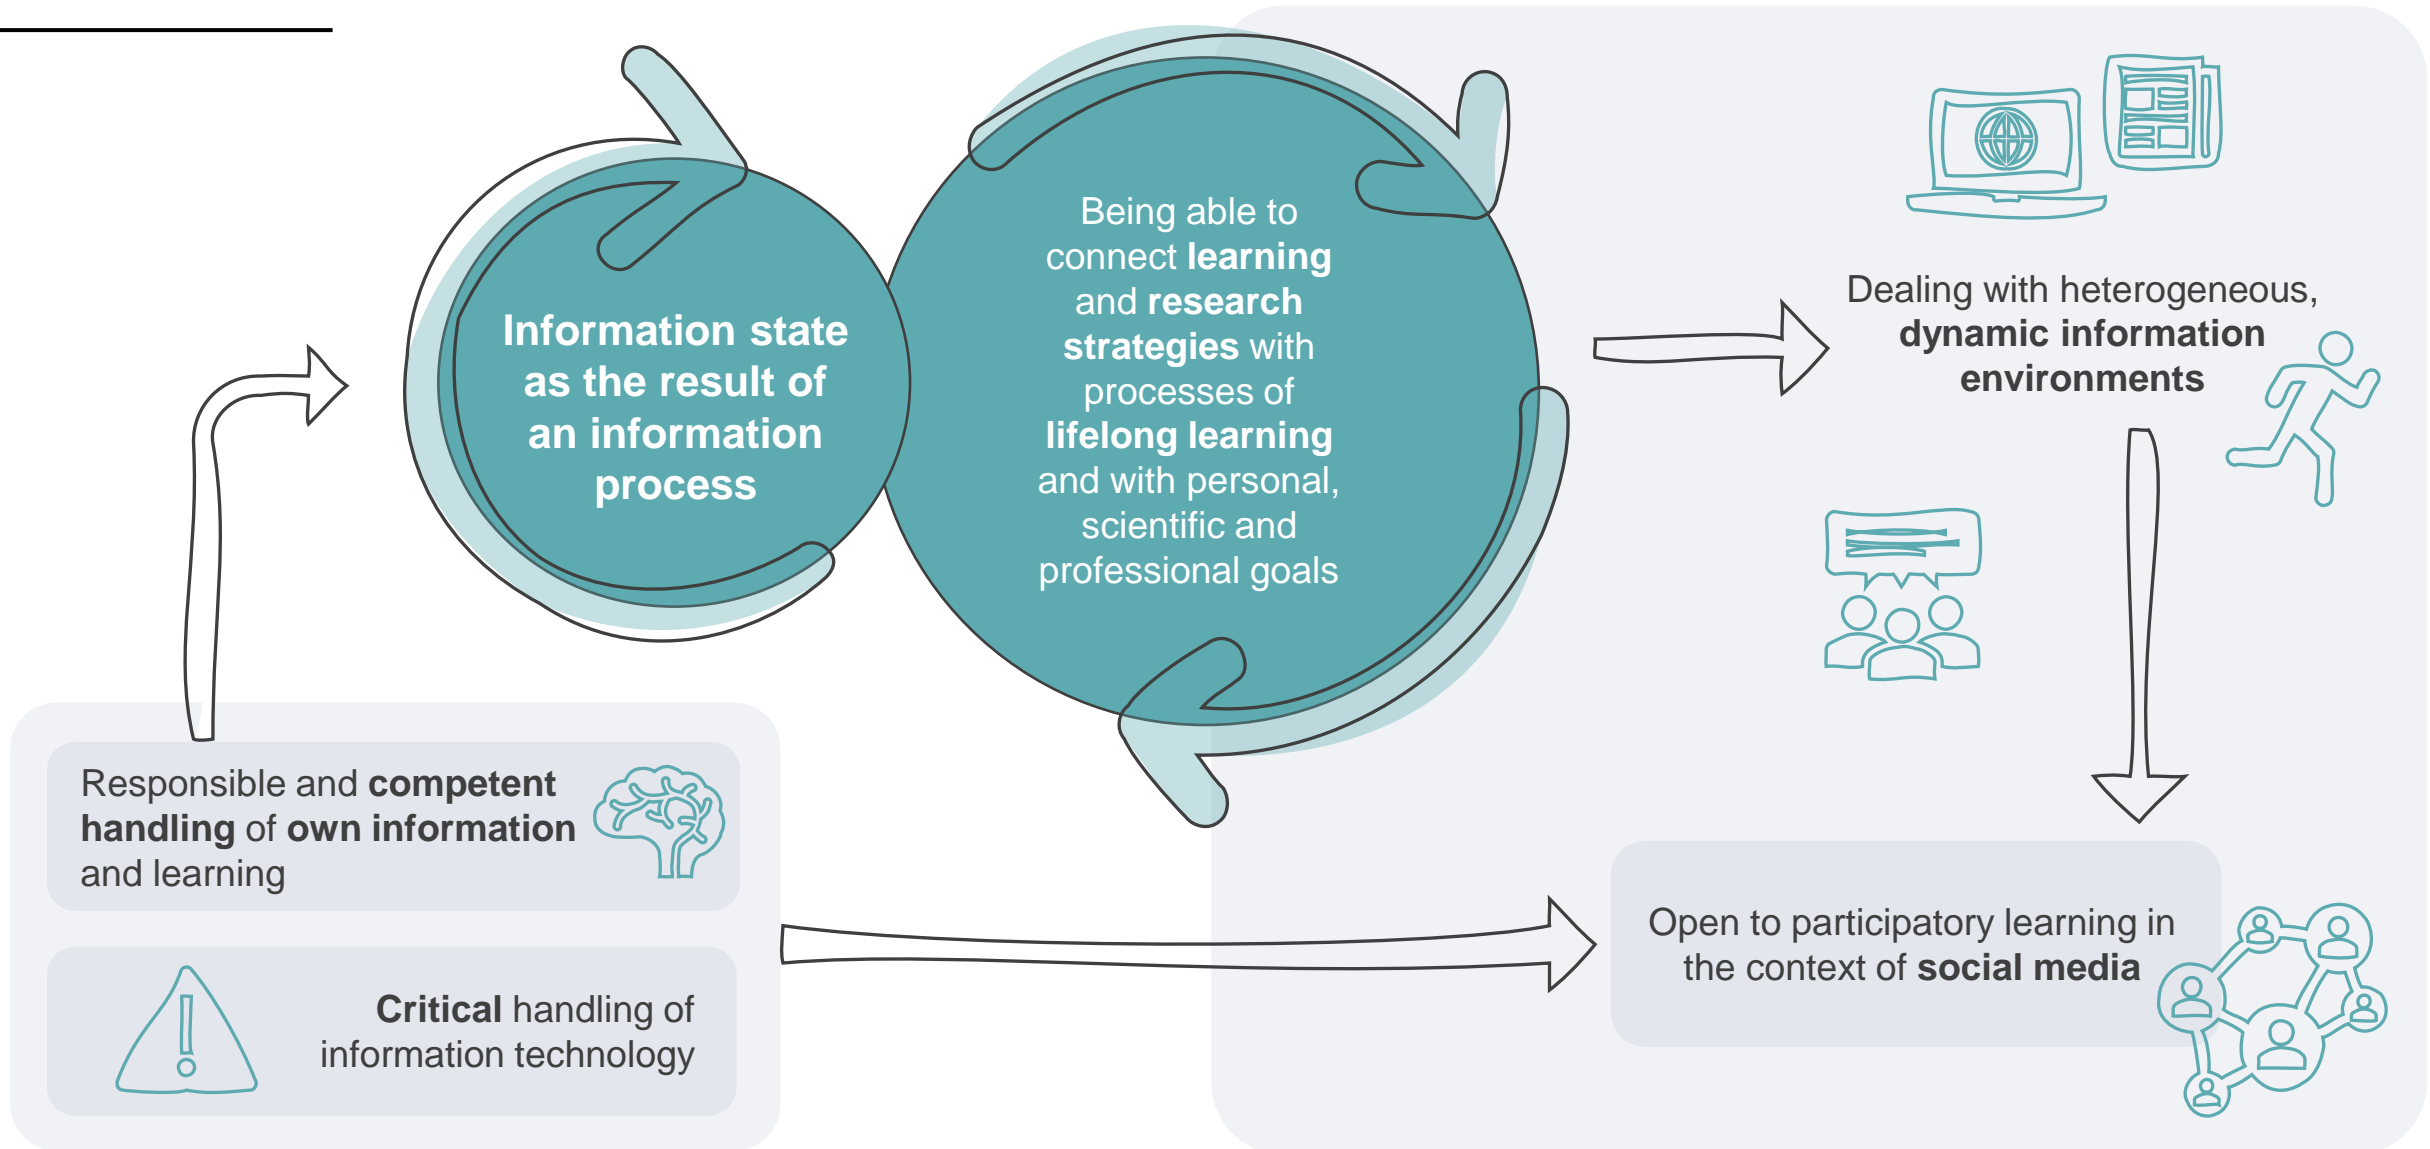 Information state
as the result of
an information
process
Being able to
connect learning
and research
strategies with
processes of
lifelong learning
and with personal,
scientific and
professional goals
Dealing with heterogeneous,
dynamic information
environments
Responsible and competent
handling of own information
and learning
Critical handling of
information technology
Open to participatory learning in
the context of social media